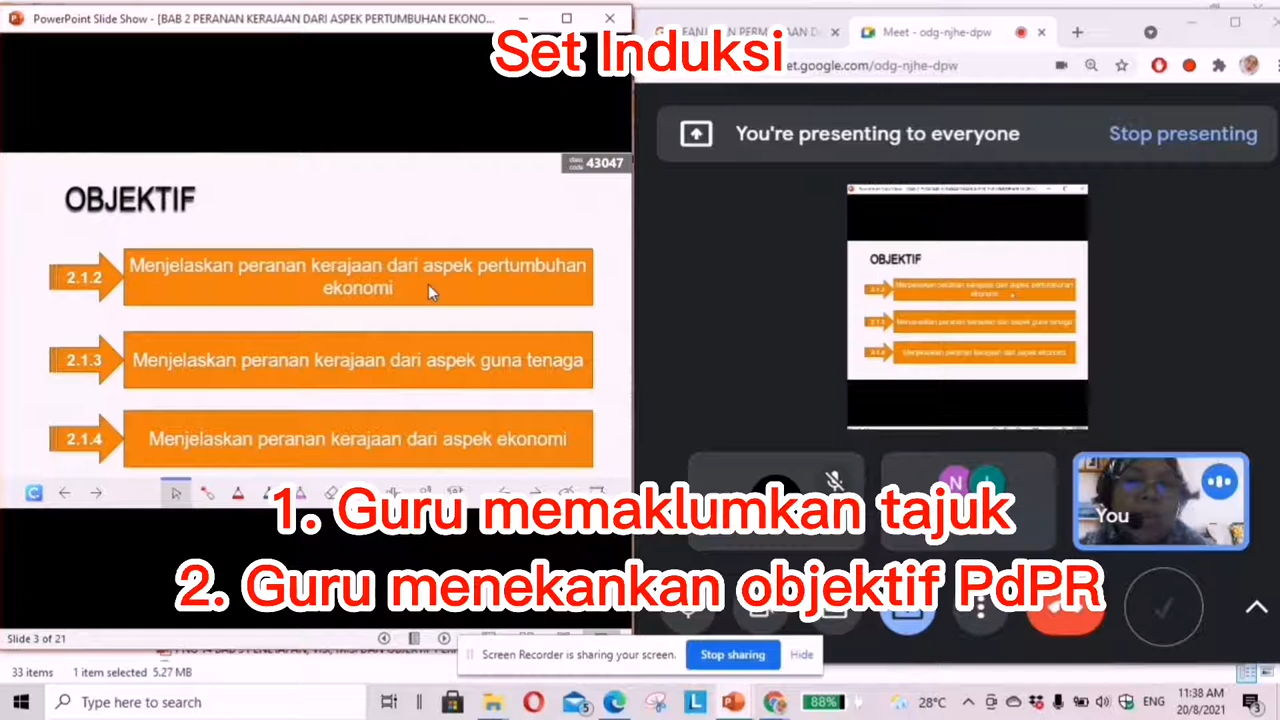 PowerPoint Slide Show - [BAB 2 PERANAN KERAJAAN DARI ASPEK PERTUMBUHAN EKONO...
Set Induksi
Meet - odg-njhe-dpw
et.google.com/odg-njhe-dpw
You're presenting to everyone
Stop presenting
class code 43047
OBJEKTIF
2.1.2
Menjelaskan peranan kerajaan dari aspek pertumbuhan
ekonomi
2.1.3
Menjelaskan peranan kerajaan dari aspek guna tenaga
2.1.4
Menjelaskan peranan kerajaan dari aspek ekonomi
OBJEKTIF
N
You
1. Guru memaklumkan tajuk
2. Guru menekankan objektif PdPR
Slide 3 of 21
Screen Recorder is sharing your screen.
Stop sharing
Hide
33 items
1 item selected 5.27 MB
Type here to search
5
88%
28°C
ENG
11:38 AM
20/8/2021
3